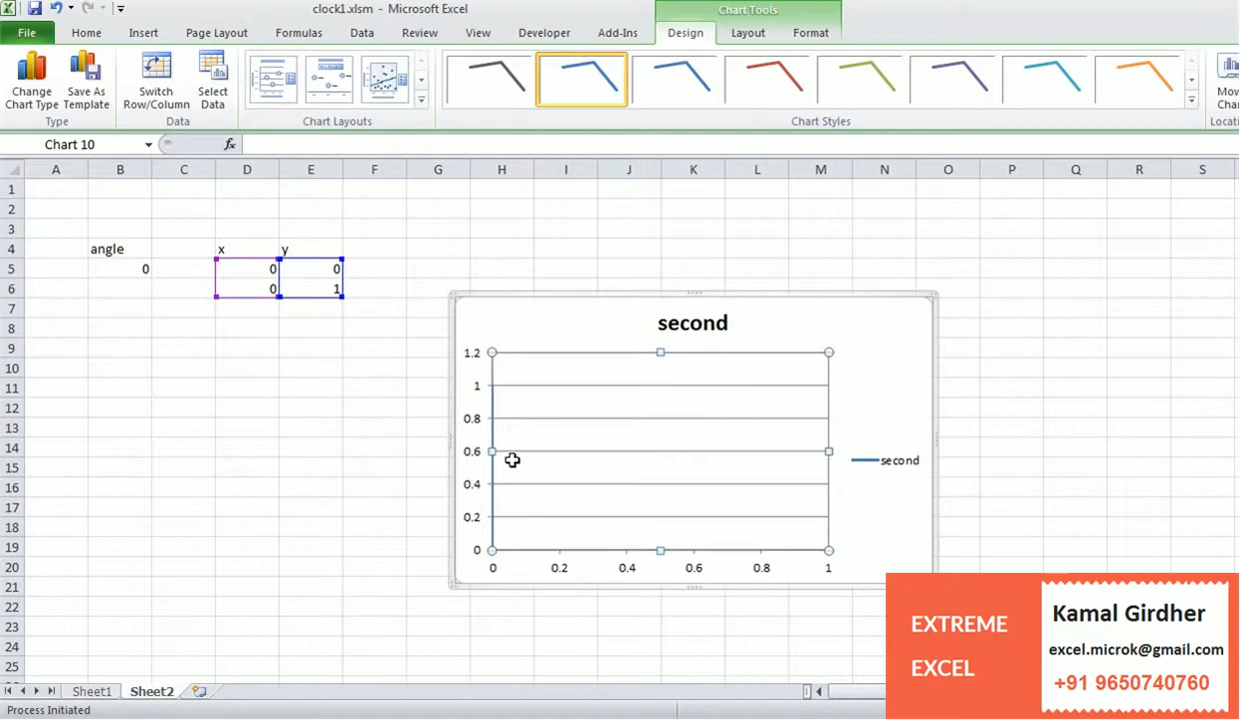 clock1.xlsm - Microsoft Excel
Chart Tools
File Home Insert Page Layout Formulas Data Review View Developer Add-Ins Design Layout Format
Change Chart Type
Save As Template
Switch Row/Column
Select Data
Type
Data
Chart Layouts
Chart Styles
Chart 10
fx
A B C D E F G H I J K L M N O P Q R S
1
2
3
4 angle x y
5 0 0 0
6 0 1
7
8
9
10
11
12
13
14
15
16
17
18
19
20
21
22
23
24
25
second
1.2
1
0.8
0.6
0.4
0.2
0
0 0.2 0.4 0.6 0.8 1
second
EXTREME
EXCEL
Kamal Girdher
excel.microk@gmail.com
+91 9650740760
Sheet1 Sheet2
Process Initiated